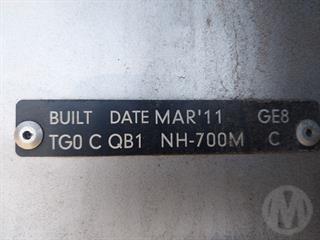 BUILT DATE MAR'11 GE8
TG0 C QB1 NH-700M C